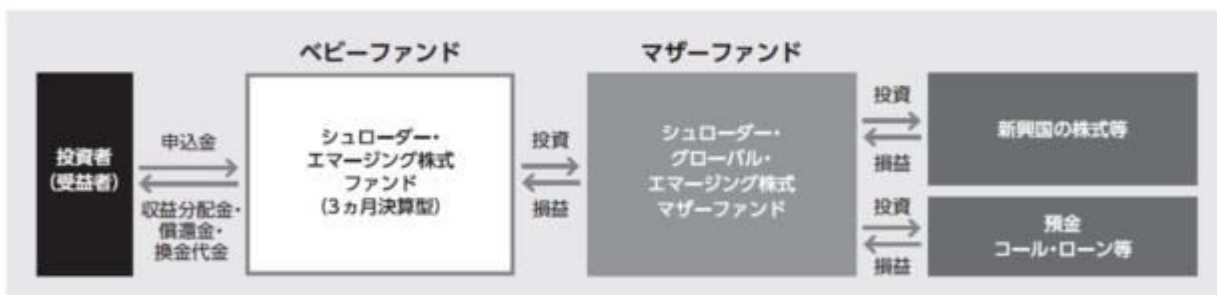 ベビーファンド
マザーファンド
投資者
(受益者)
申込金
収益分配金・
償還金・
換金代金
シュローダー・
エマージング株式
ファンド
(3ヵ月決算型)
投資
損益
シュローダー・
グローバル・
エマージング株式
マザーファンド
投資
損益
新興国の株式等
投資
損益
預金
コール・ローン等